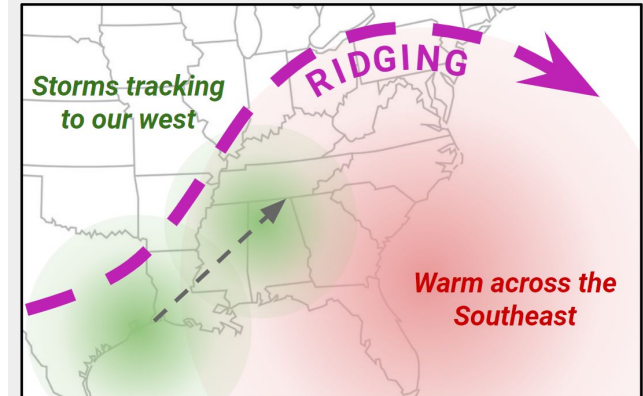 RIDGING
Storms tracking
to our west
Warm across the
Southeast